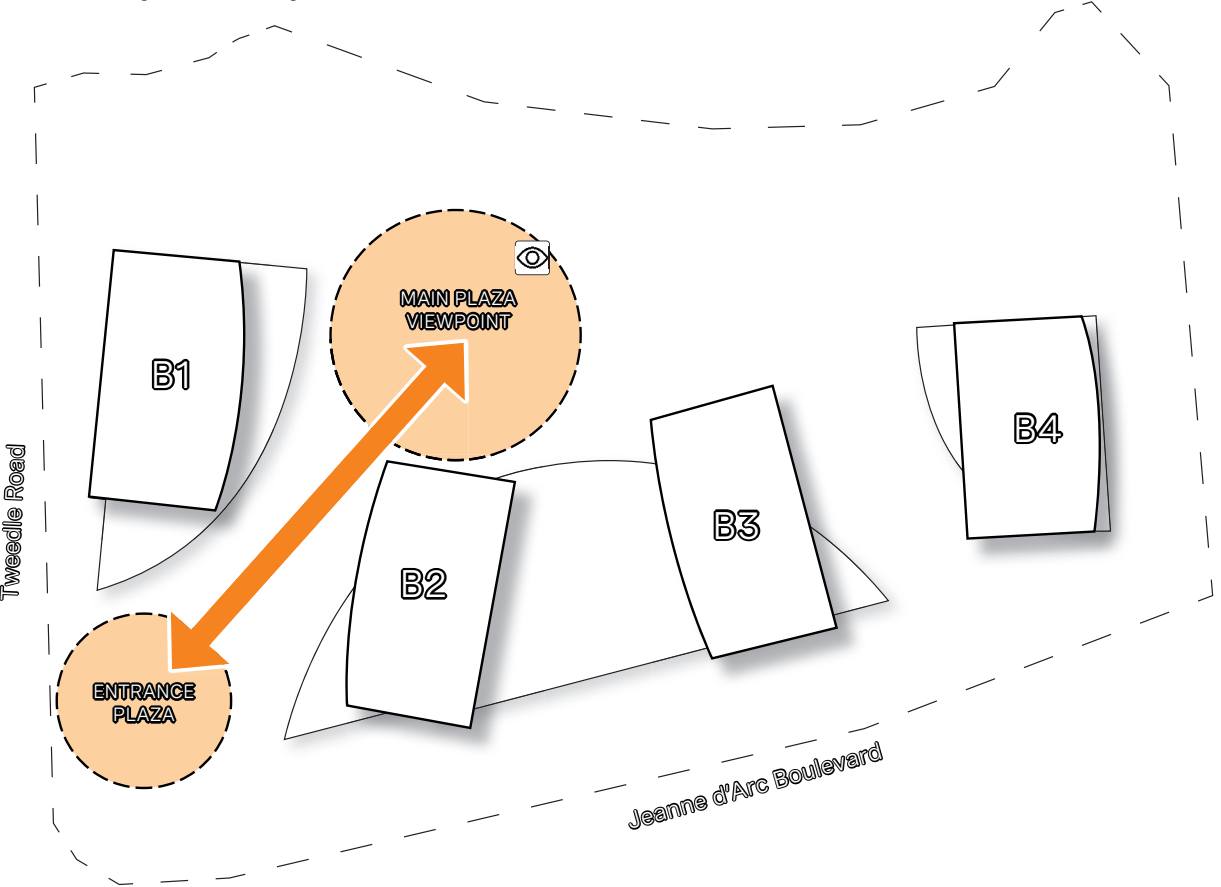 MAIN PLAZA
VIEWPOINT
B1
B4
B3
B2
Tweedle Road
ENTRANCE
PLAZA
Jeanne d'Arc Boulevard